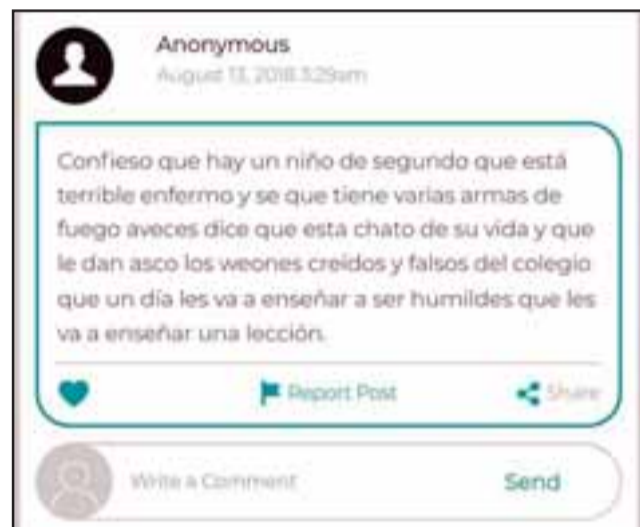 Anonymous
August 13, 2018 3:29am
Confieso que hay un niño de segundo que está
terrible enfermo y se que tiene varias armas de
fuego aveces dice que esta chato de su vida y que
le dan asco los weones creidos y falsos del colegio
que un día les va a enseñar a ser humildes que les
va a enseñar una lección.
Report Post
Share
Write a Comment
Send